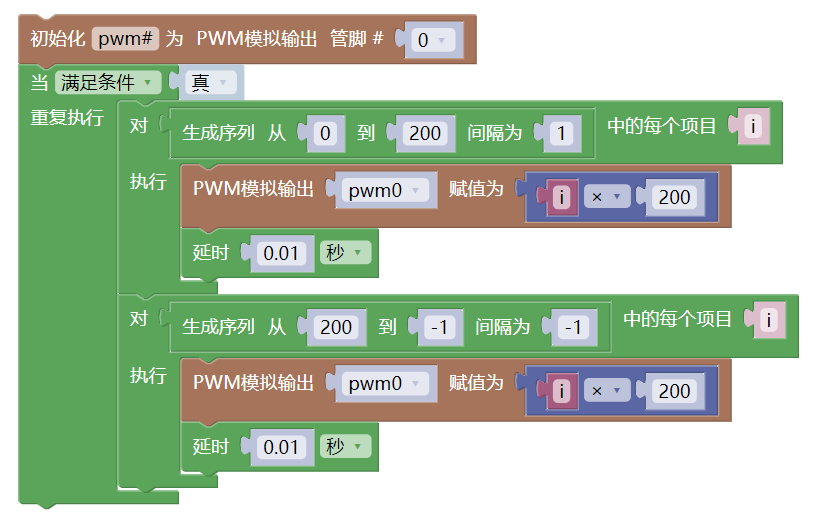 初始化 pwm# 为 PWM模拟输出 管脚 # 0
当 满足条件 真
重复执行
对 生成序列 从 0 到 200 间隔为 1 中的每个项目 i
执行 PWM模拟输出 pwm0 赋值为 i × 200
延时 0.01 秒
对 生成序列 从 200 到 -1 间隔为 -1 中的每个项目 i
执行 PWM模拟输出 pwm0 赋值为 i × 200
延时 0.01 秒